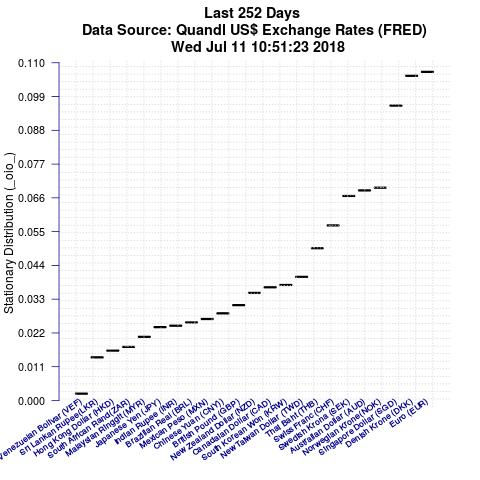 Last 252 Days
Data Source: Quandl US$ Exchange Rates (FRED)
Wed Jul 11 10:51:23 2018
Stationary Distribution (_oio_)
0.110
0.099
0.088
0.077
0.066
0.055
0.044
0.033
0.022
0.011
0.000
Venezuelan Bolivar (VEF)
Sri Lankan Rupee(LKR)
Hong Kong Dollar (HKD)
South African Rand(ZAR)
Malaysian Ringgit (MYR)
Japanese Yen (JPY)
Indian Rupee (INR)
Brazilian Real (BRL)
Mexican Peso (MXN)
Chinese Yuan (CNY)
British Pound (GBP)
New Zealand Dollar (NZD)
Canadalan Dollar (CAD)
South Korean Won (KRW)
New Taiwan Dollar (TWD)
Thai Baht (THB)
Swiss Franc (CHF)
Swedish Krona (SEK)
Australian Dollar (AUD)
Norwegian Krone(NOK)
SIngapore Dollar (SGD)
Danish Krone (DKK)
Euro (EUR)